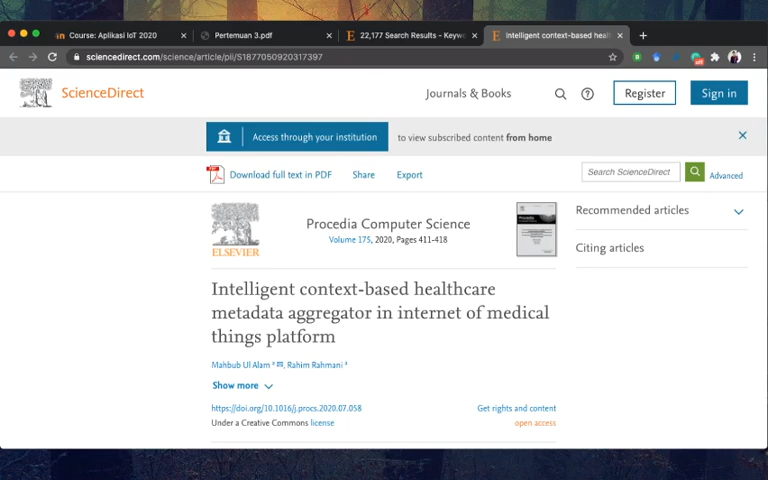 Course: Aplikasi IoT 2020
Pertemuan 3.pdf
22,177 Search Results - Keyw
Intelligent context-based healt
sciencedirect.com/science/article/pii/S1877050920317397
ScienceDirect
Journals & Books
Register
Sign in
Access through your institution
to view subscribed content from home
Download full text in PDF
Share
Export
Search ScienceDirect
Advanced
ELSEVIER
Procedia Computer Science
Volume 175, 2020, Pages 411-418
Recommended articles
Citing articles
Intelligent context-based healthcare
metadata aggregator in internet of medical
things platform
Mahbub Ul Alam ª, Rahim Rahmani
Show more
https://doi.org/10.1016/j.procs.2020.07.058
Get rights and content
Under a Creative Commons license
open access